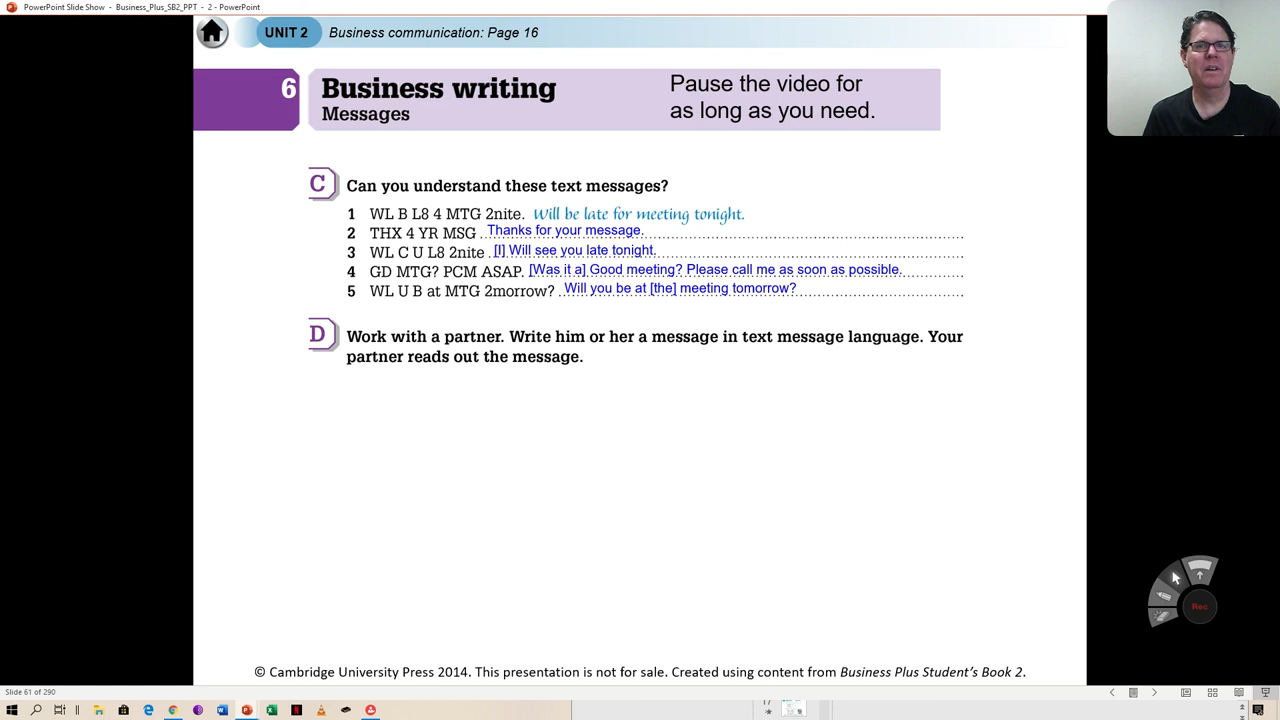 PowerPoint Slide Show - Business_Plus_SB2_PPT - 2 - PowerPoint
UNIT 2 Business communication: Page 16
6 Business writing
Messages
Pause the video for
as long as you need.
C Can you understand these text messages?
1 WL B L8 4 MTG 2nite. Will be late for meeting tonight.
2 THX 4 YR MSG Thanks for your message.
3 WL C U L8 2nite [I] Will see you late tonight.
4 GD MTG? PCM ASAP. [Was it a] Good meeting? Please call me as soon as possible.
5 WL U B at MTG 2morrow? Will you be at [the] meeting tomorrow?
D Work with a partner. Write him or her a message in text message language. Your
partner reads out the message.
Rec
© Cambridge University Press 2014. This presentation is not for sale. Created using content from Business Plus Student's Book 2.
Slide 61 of 290